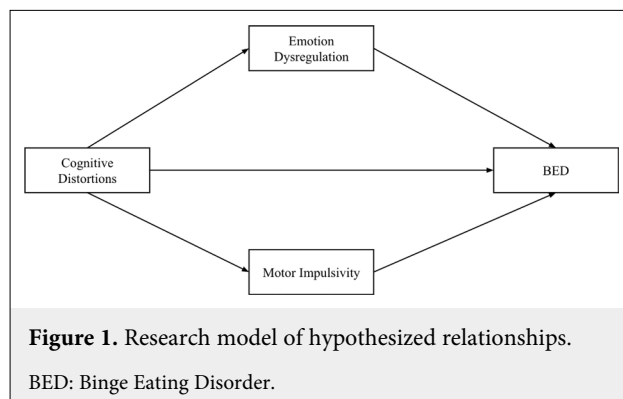 Emotion
Dysregulation
Cognitive
Distortions
BED
Motor Impulsivity
Figure 1. Research model of hypothesized relationships.
BED: Binge Eating Disorder.